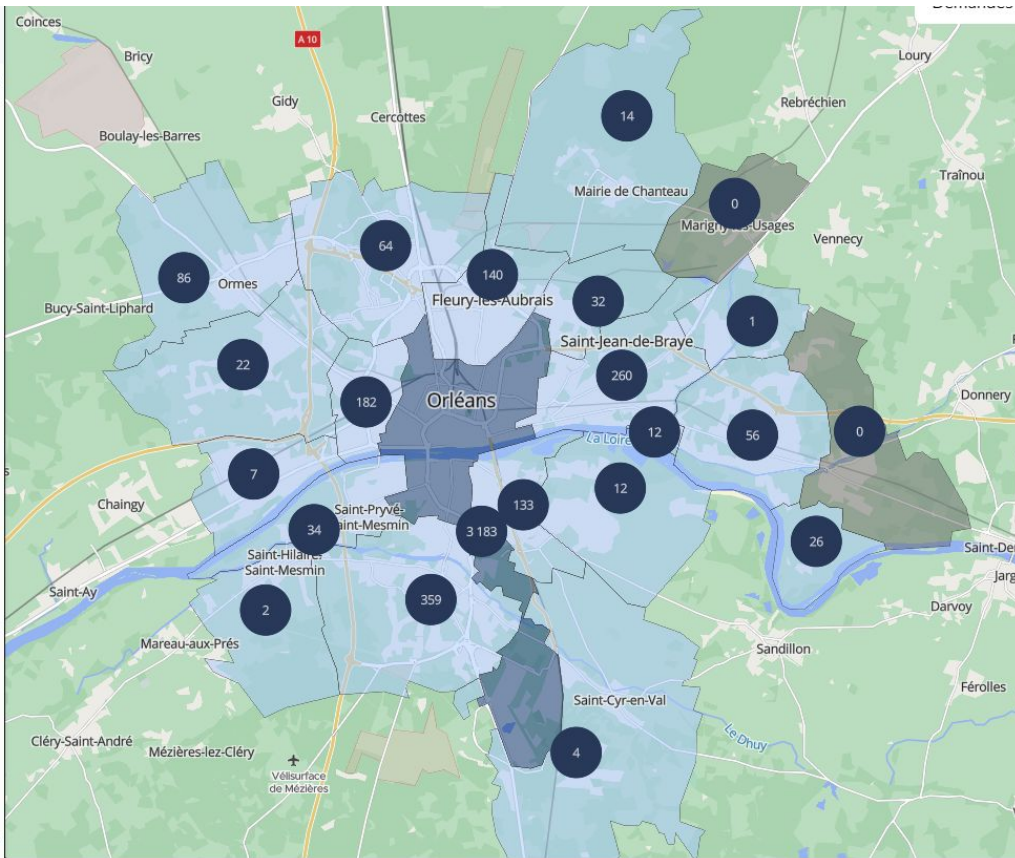 Demandes
Coinces
A 10
Bricy
Loury
Gidy
Rebréchien
Cercottes
14
Boulay-les-Barres
Traînou
Mairie de Chanteau
0
Marigny-les-Usages
Vennecy
64
86
140
Ormes
Fleury-les-Aubrais
32
Bucy-Saint-Liphard
1
Saint-Jean-de-Braye
22
260
Donnery
182
Orléans
12
56
0
La Loire
7
12
Chaingy
133
Saint-Pryvé-
Saint-Mesmin
34
3 183
26
Saint-Hilaire-
Saint-Mesmin
Saint-De
Jarg
Saint-Ay
359
2
Darvoy
Mareau-aux-Prés
Sandillon
Férolles
Saint-Cyr-en-Val
Cléry-Saint-André
Mézières-lez-Cléry
4
Le Dhuy
Vélisurface
de Mézières